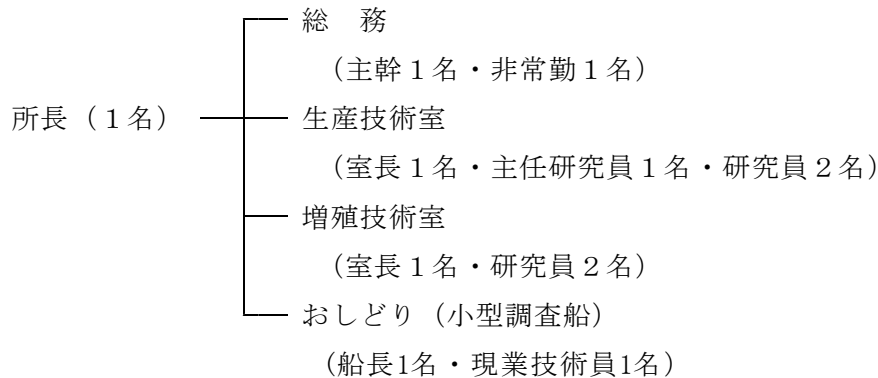 総　務
（主幹１名・非常勤１名）
所長（１名）
生産技術室
（室長１名・主任研究員１名・研究員２名）
増殖技術室
（室長１名・研究員２名）
おしどり（小型調査船）
（船長1名・現業技術員1名）